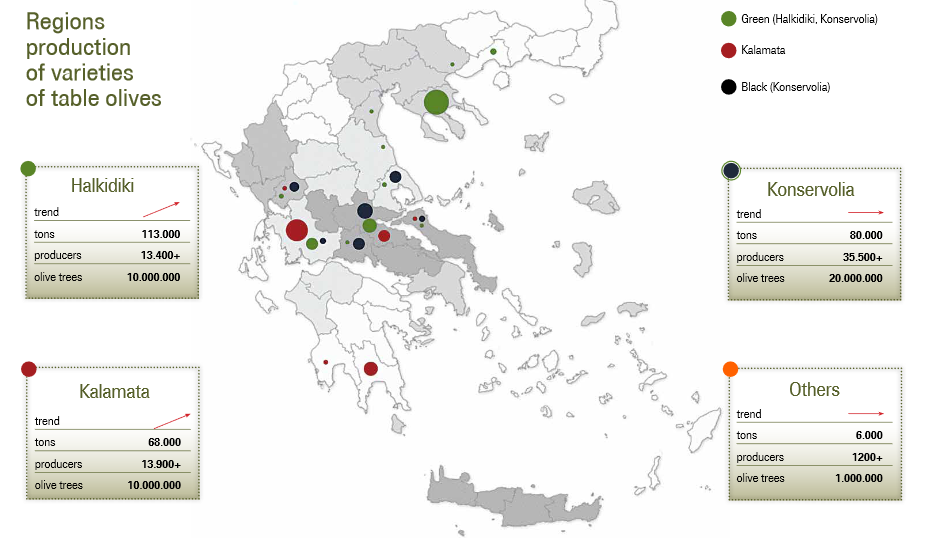 Regions
production
of varieties
of table olives
Green (Halkidiki, Konservolia)
Kalamata
Black (Konservolia)
Halkidiki
trend
tons 113.000
producers 13.400+
olive trees 10.000.000
Konservolia
trend
tons 80.000
producers 35.500+
olive trees 20.000.000
Kalamata
trend
tons 68.000
producers 13.900+
olive trees 10.000.000
Others
trend
tons 6.000
producers 1200+
olive trees 1.000.000